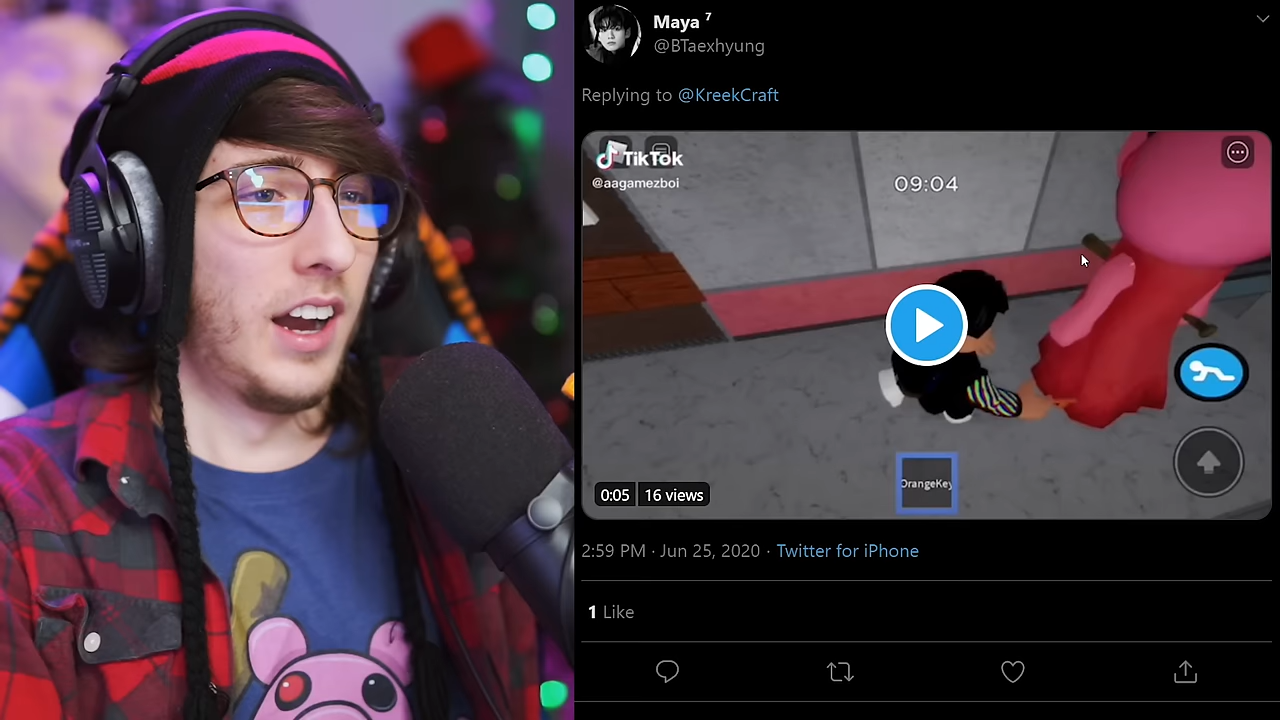 Maya ⁷
@BTaexhyung
Replying to @KreekCraft
TikTok
@aagamezboi
09:04
OrangeKey
0:05 16 views
2:59 PM · Jun 25, 2020 · Twitter for iPhone
1 Like